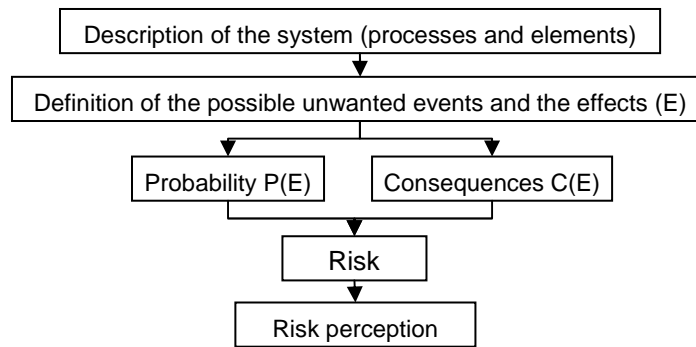 Description of the system (processes and elements)
Definition of the possible unwanted events and the effects (E)
Probability P(E)
Consequences C(E)
Risk
Risk perception